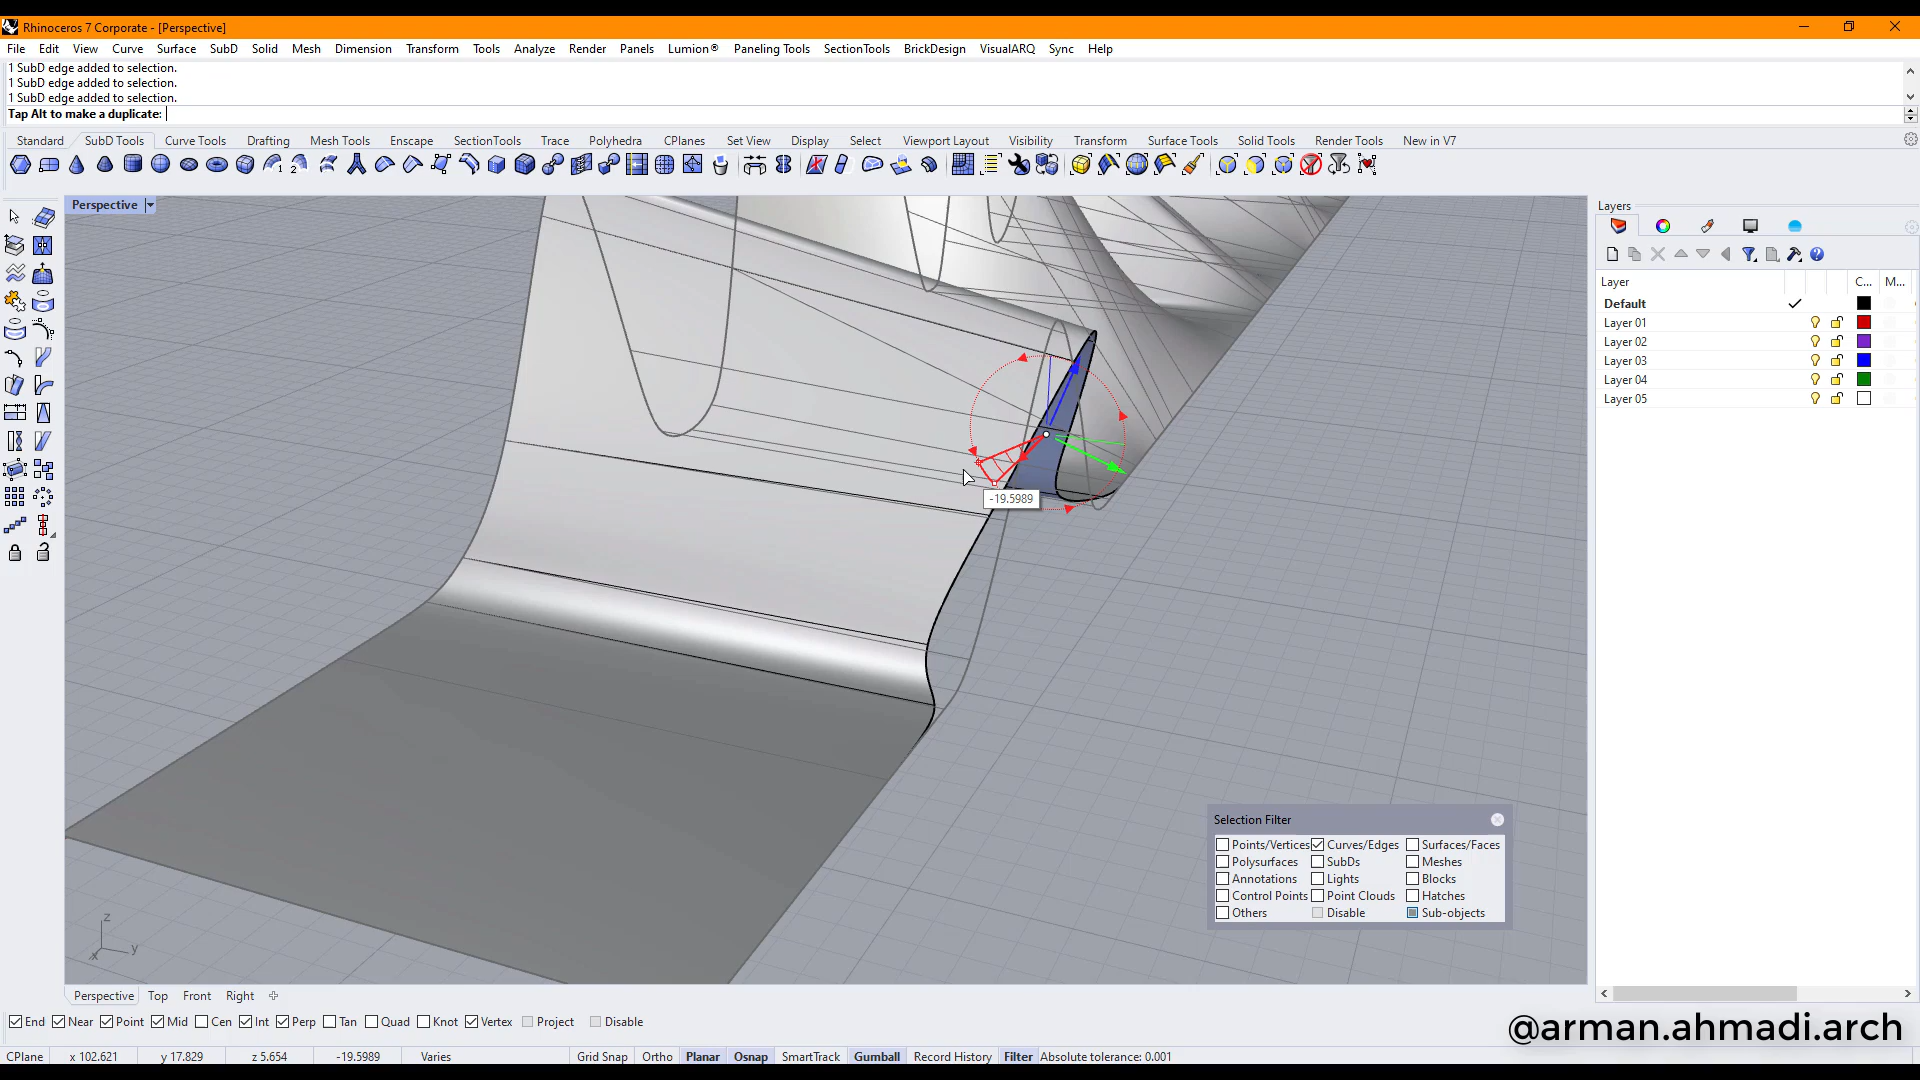 Rhinoceros 7 Corporate - [Perspective]
File Edit View Curve Surface SubD Solid Mesh Dimension Transform Tools Analyze Render Panels Lumion® Paneling Tools SectionTools BrickDesign VisualARQ Sync Help
1 SubD edge added to selection.
1 SubD edge added to selection.
1 SubD edge added to selection.
Tap Alt to make a duplicate:
Standard SubD Tools Curve Tools Drafting Mesh Tools Enscape SectionTools Trace Polyhedra CPlanes Set View Display Select Viewport Layout Visibility Transform Surface Tools Solid Tools Render Tools New in V7
Perspective
Layers
Layer C... M...
Default
Layer 01
Layer 02
Layer 03
Layer 04
Layer 05
-19.5989
Selection Filter
Points/Vertices Curves/Edges Surfaces/Faces
Polysurfaces SubDs Meshes
Annotations Lights Blocks
Control Points Point Clouds Hatches
Others Disable Sub-objects
z
y
x
Perspective Top Front Right
End Near Point Mid Cen Int Perp Tan Quad Knot Vertex Project Disable
@arman.ahmadi.arch
CPlane x 102.621 y 17.829 z 5.654 -19.5989 Varies Grid Snap Ortho Planar Osnap SmartTrack Gumball Record History Filter Absolute tolerance: 0.001